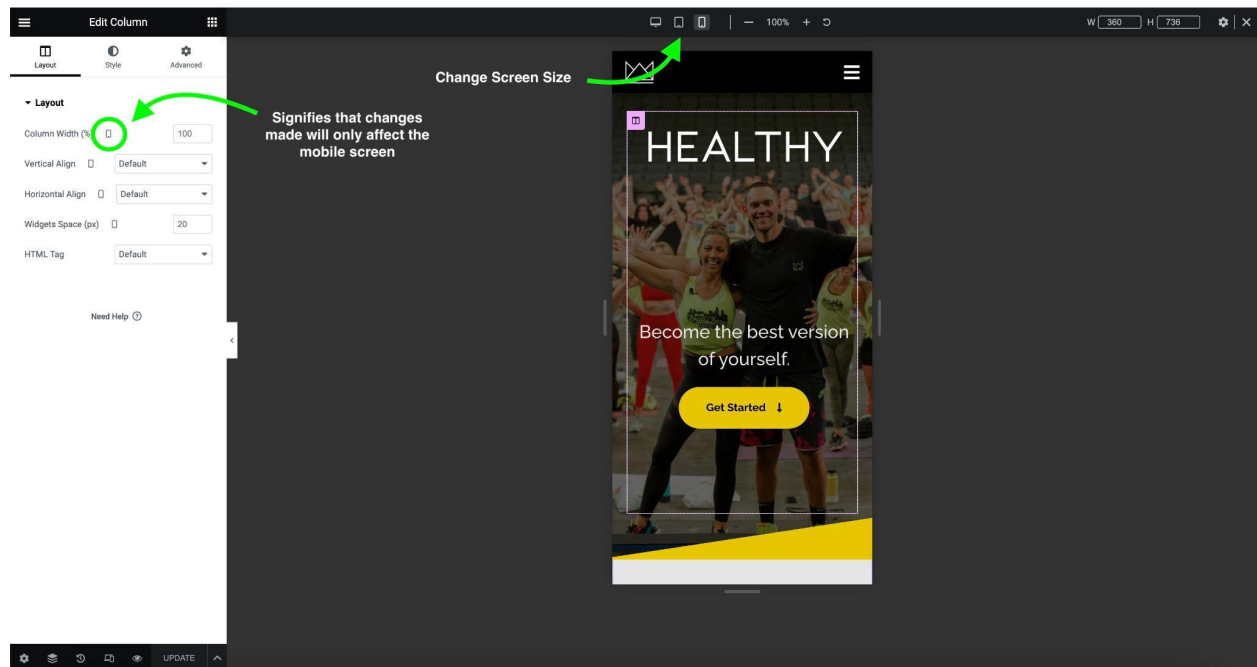 Edit Column
100%
W 360 H 736
Layout Style Advanced
Layout
Column Width (%) 100
Vertical Align Default
Horizontal Align Default
Widgets Space (px) 20
HTML Tag Default
Need Help
UPDATE
Change Screen Size
Signifies that changes
made will only affect the
mobile screen
HEALTHY
Become the best version
of yourself.
Get Started